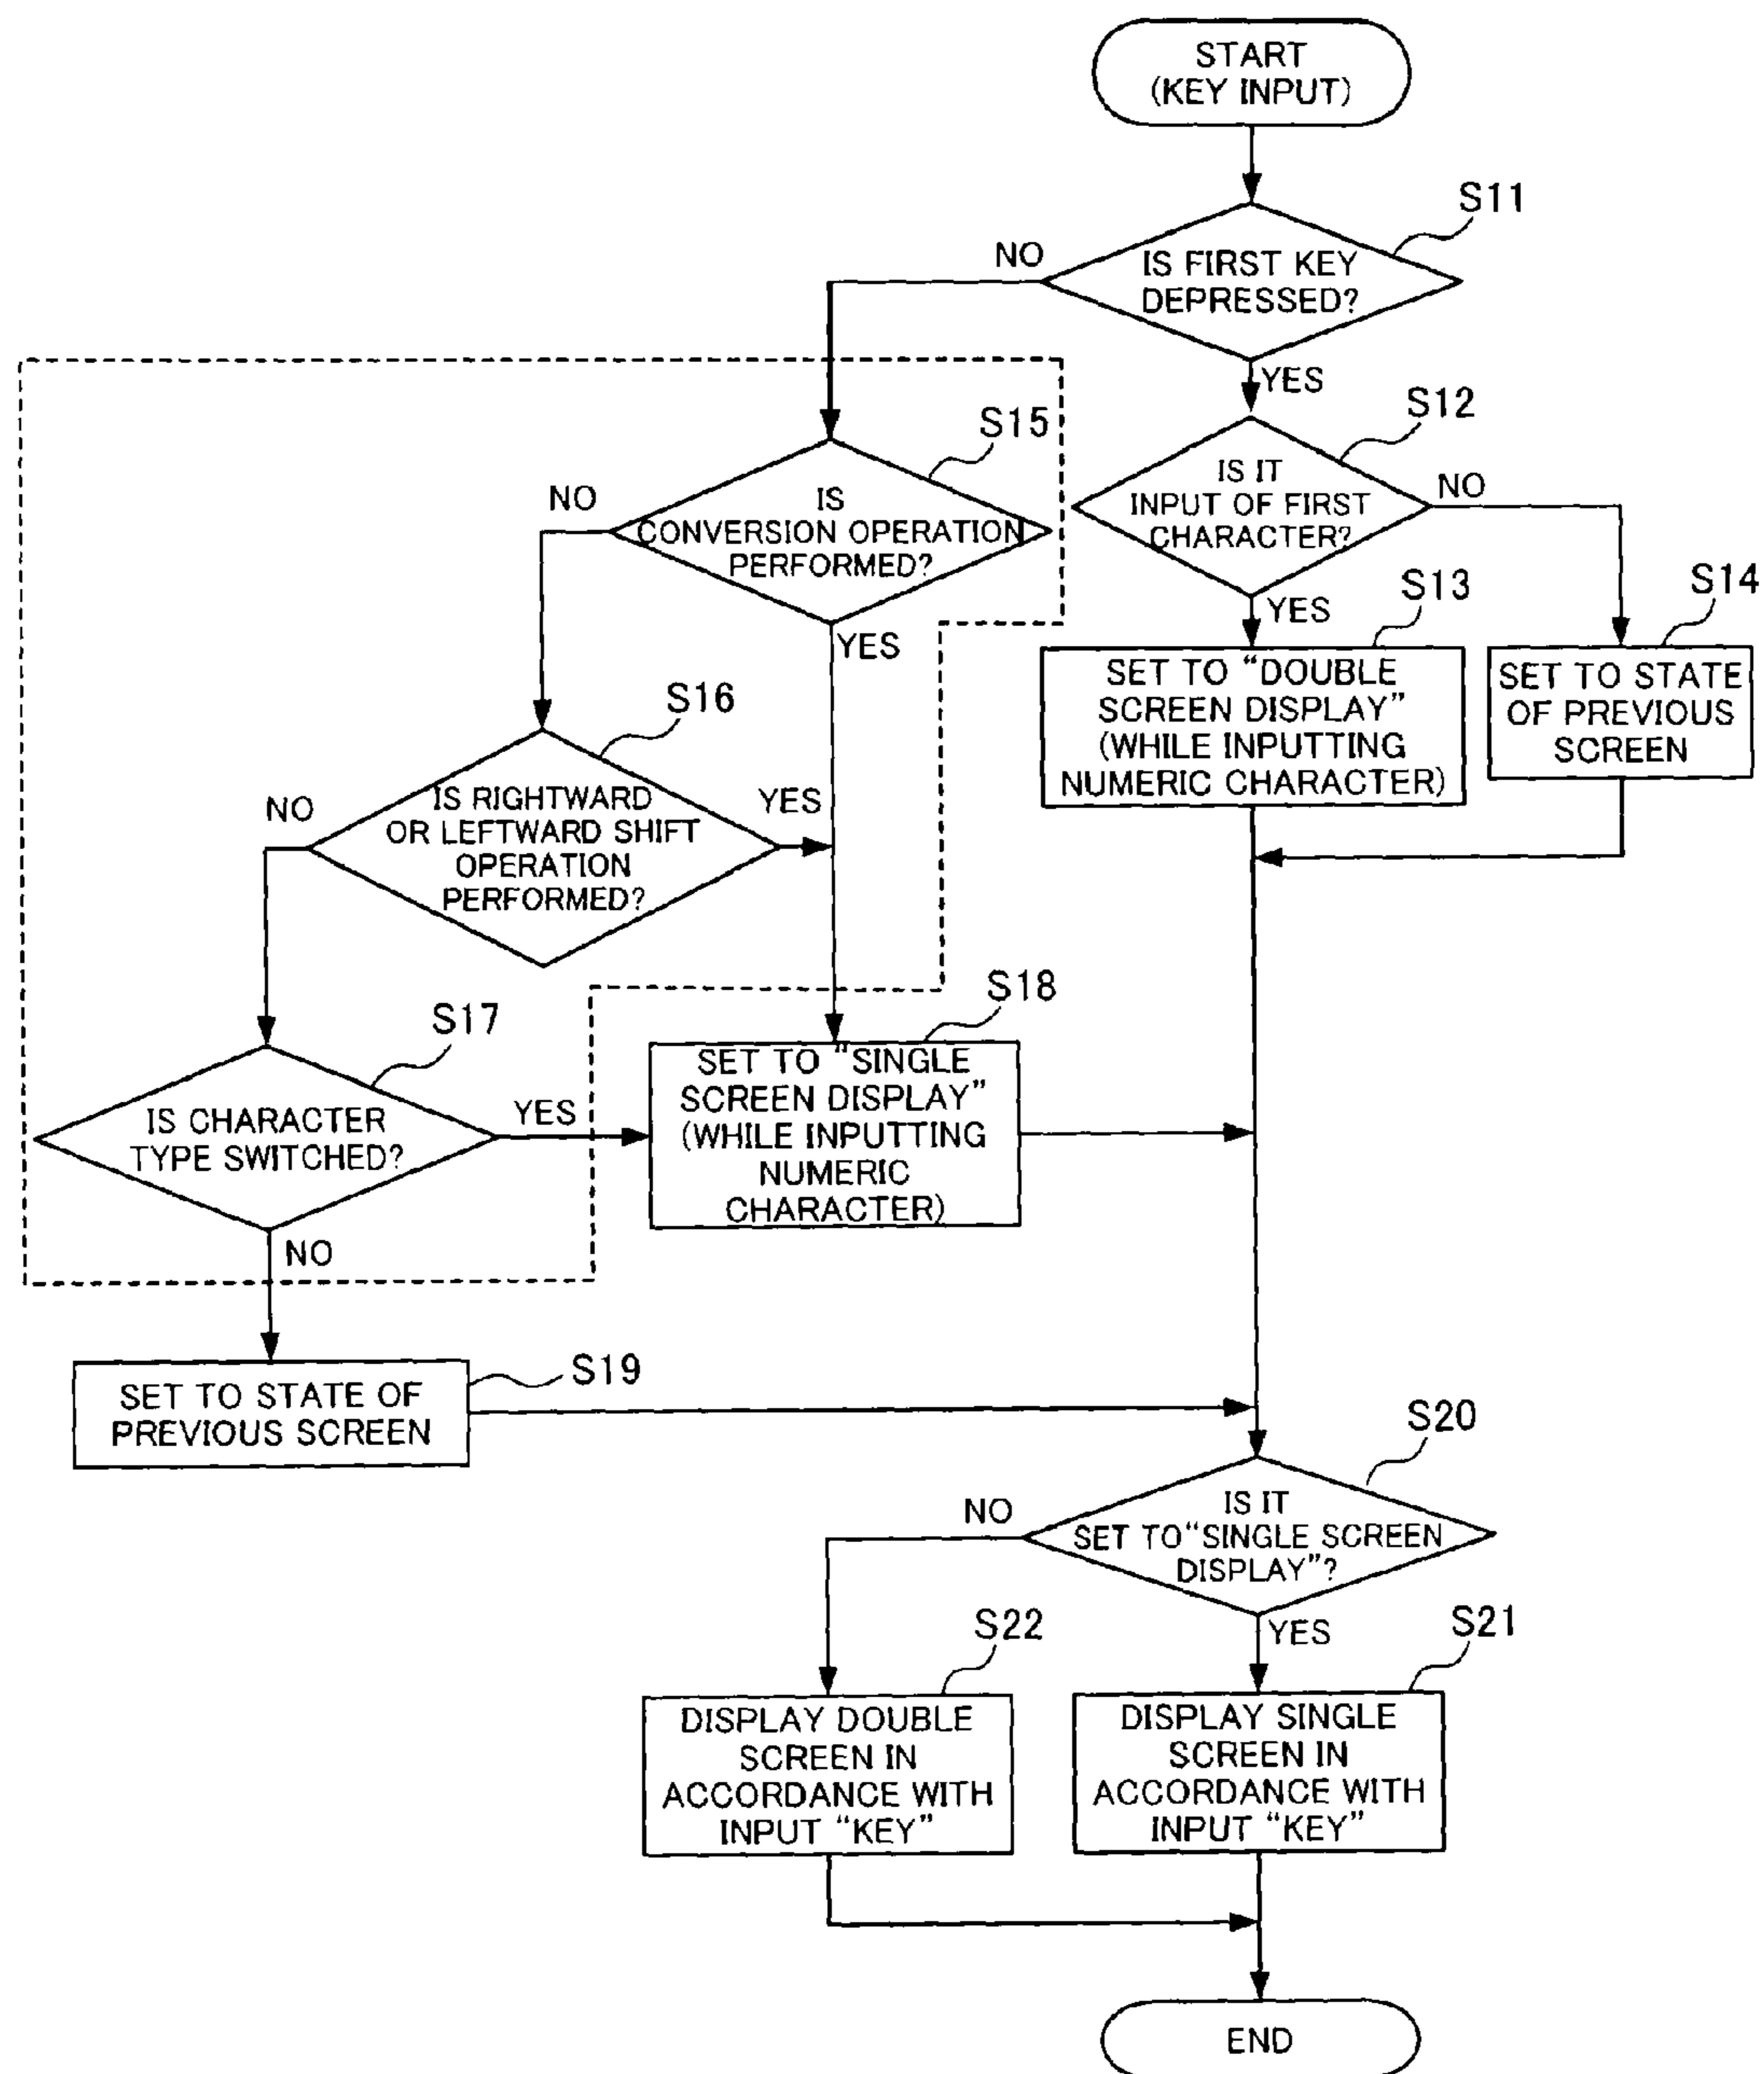 START
(KEY INPUT)
S11
NO
IS FIRST KEY
DEPRESSED?
YES
S12
IS IT
INPUT OF FIRST
CHARACTER?
NO
YES
S13
SET TO “DOUBLE
SCREEN DISPLAY”
(WHILE INPUTTING
NUMERIC CHARACTER)
S14
SET TO STATE
OF PREVIOUS
SCREEN
S15
NO
IS
CONVERSION OPERATION
PERFORMED?
YES
S16
NO
IS RIGHTWARD
OR LEFTWARD SHIFT
OPERATION
PERFORMED?
YES
S17
IS CHARACTER
TYPE SWITCHED?
YES
NO
S18
SET TO “SINGLE
SCREEN DISPLAY”
(WHILE INPUTTING
NUMERIC
CHARACTER)
S19
SET TO STATE OF
PREVIOUS SCREEN
S20
NO
IS IT
SET TO“SINGLE SCREEN
DISPLAY”?
YES
S22
DISPLAY DOUBLE
SCREEN IN
ACCORDANCE WITH
INPUT “KEY”
S21
DISPLAY SINGLE
SCREEN IN
ACCORDANCE WITH
INPUT “KEY”
END